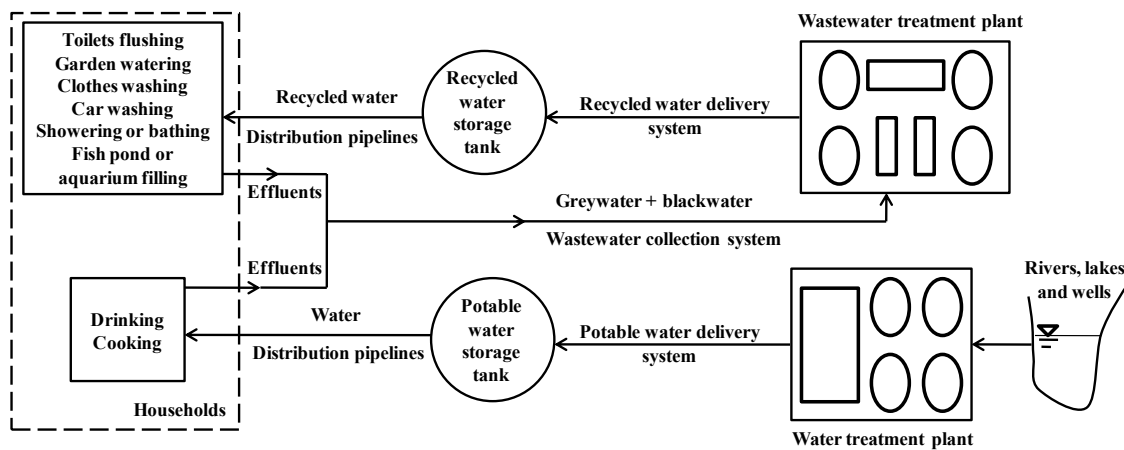 Toilets flushing
Garden watering
Clothes washing
Car washing
Showering or bathing
Fish pond or
aquarium filling
Recycled water
Distribution pipelines
Recycled
water
storage
tank
Recycled water delivery
system
Wastewater treatment plant
Effluents
Greywater + blackwater
Wastewater collection system
Effluents
Drinking
Cooking
Water
Distribution pipelines
Potable
water
storage
tank
Potable water delivery
system
Rivers, lakes
and wells
Households
Water treatment plant